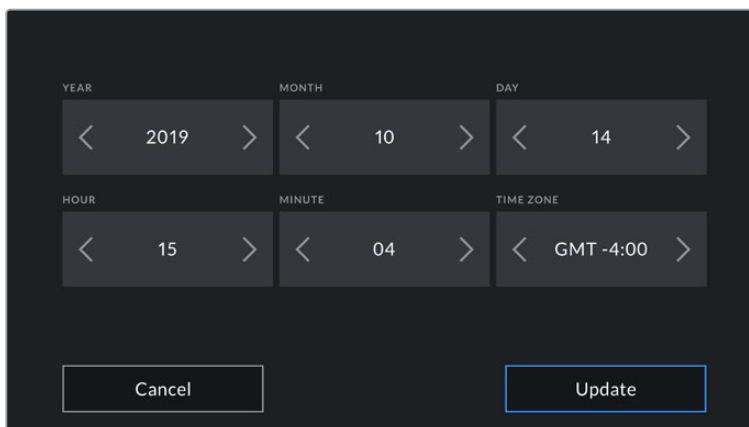 YEAR MONTH DAY
2019 10 14
HOUR MINUTE TIME ZONE
15 04 GMT -4:00
Cancel Update